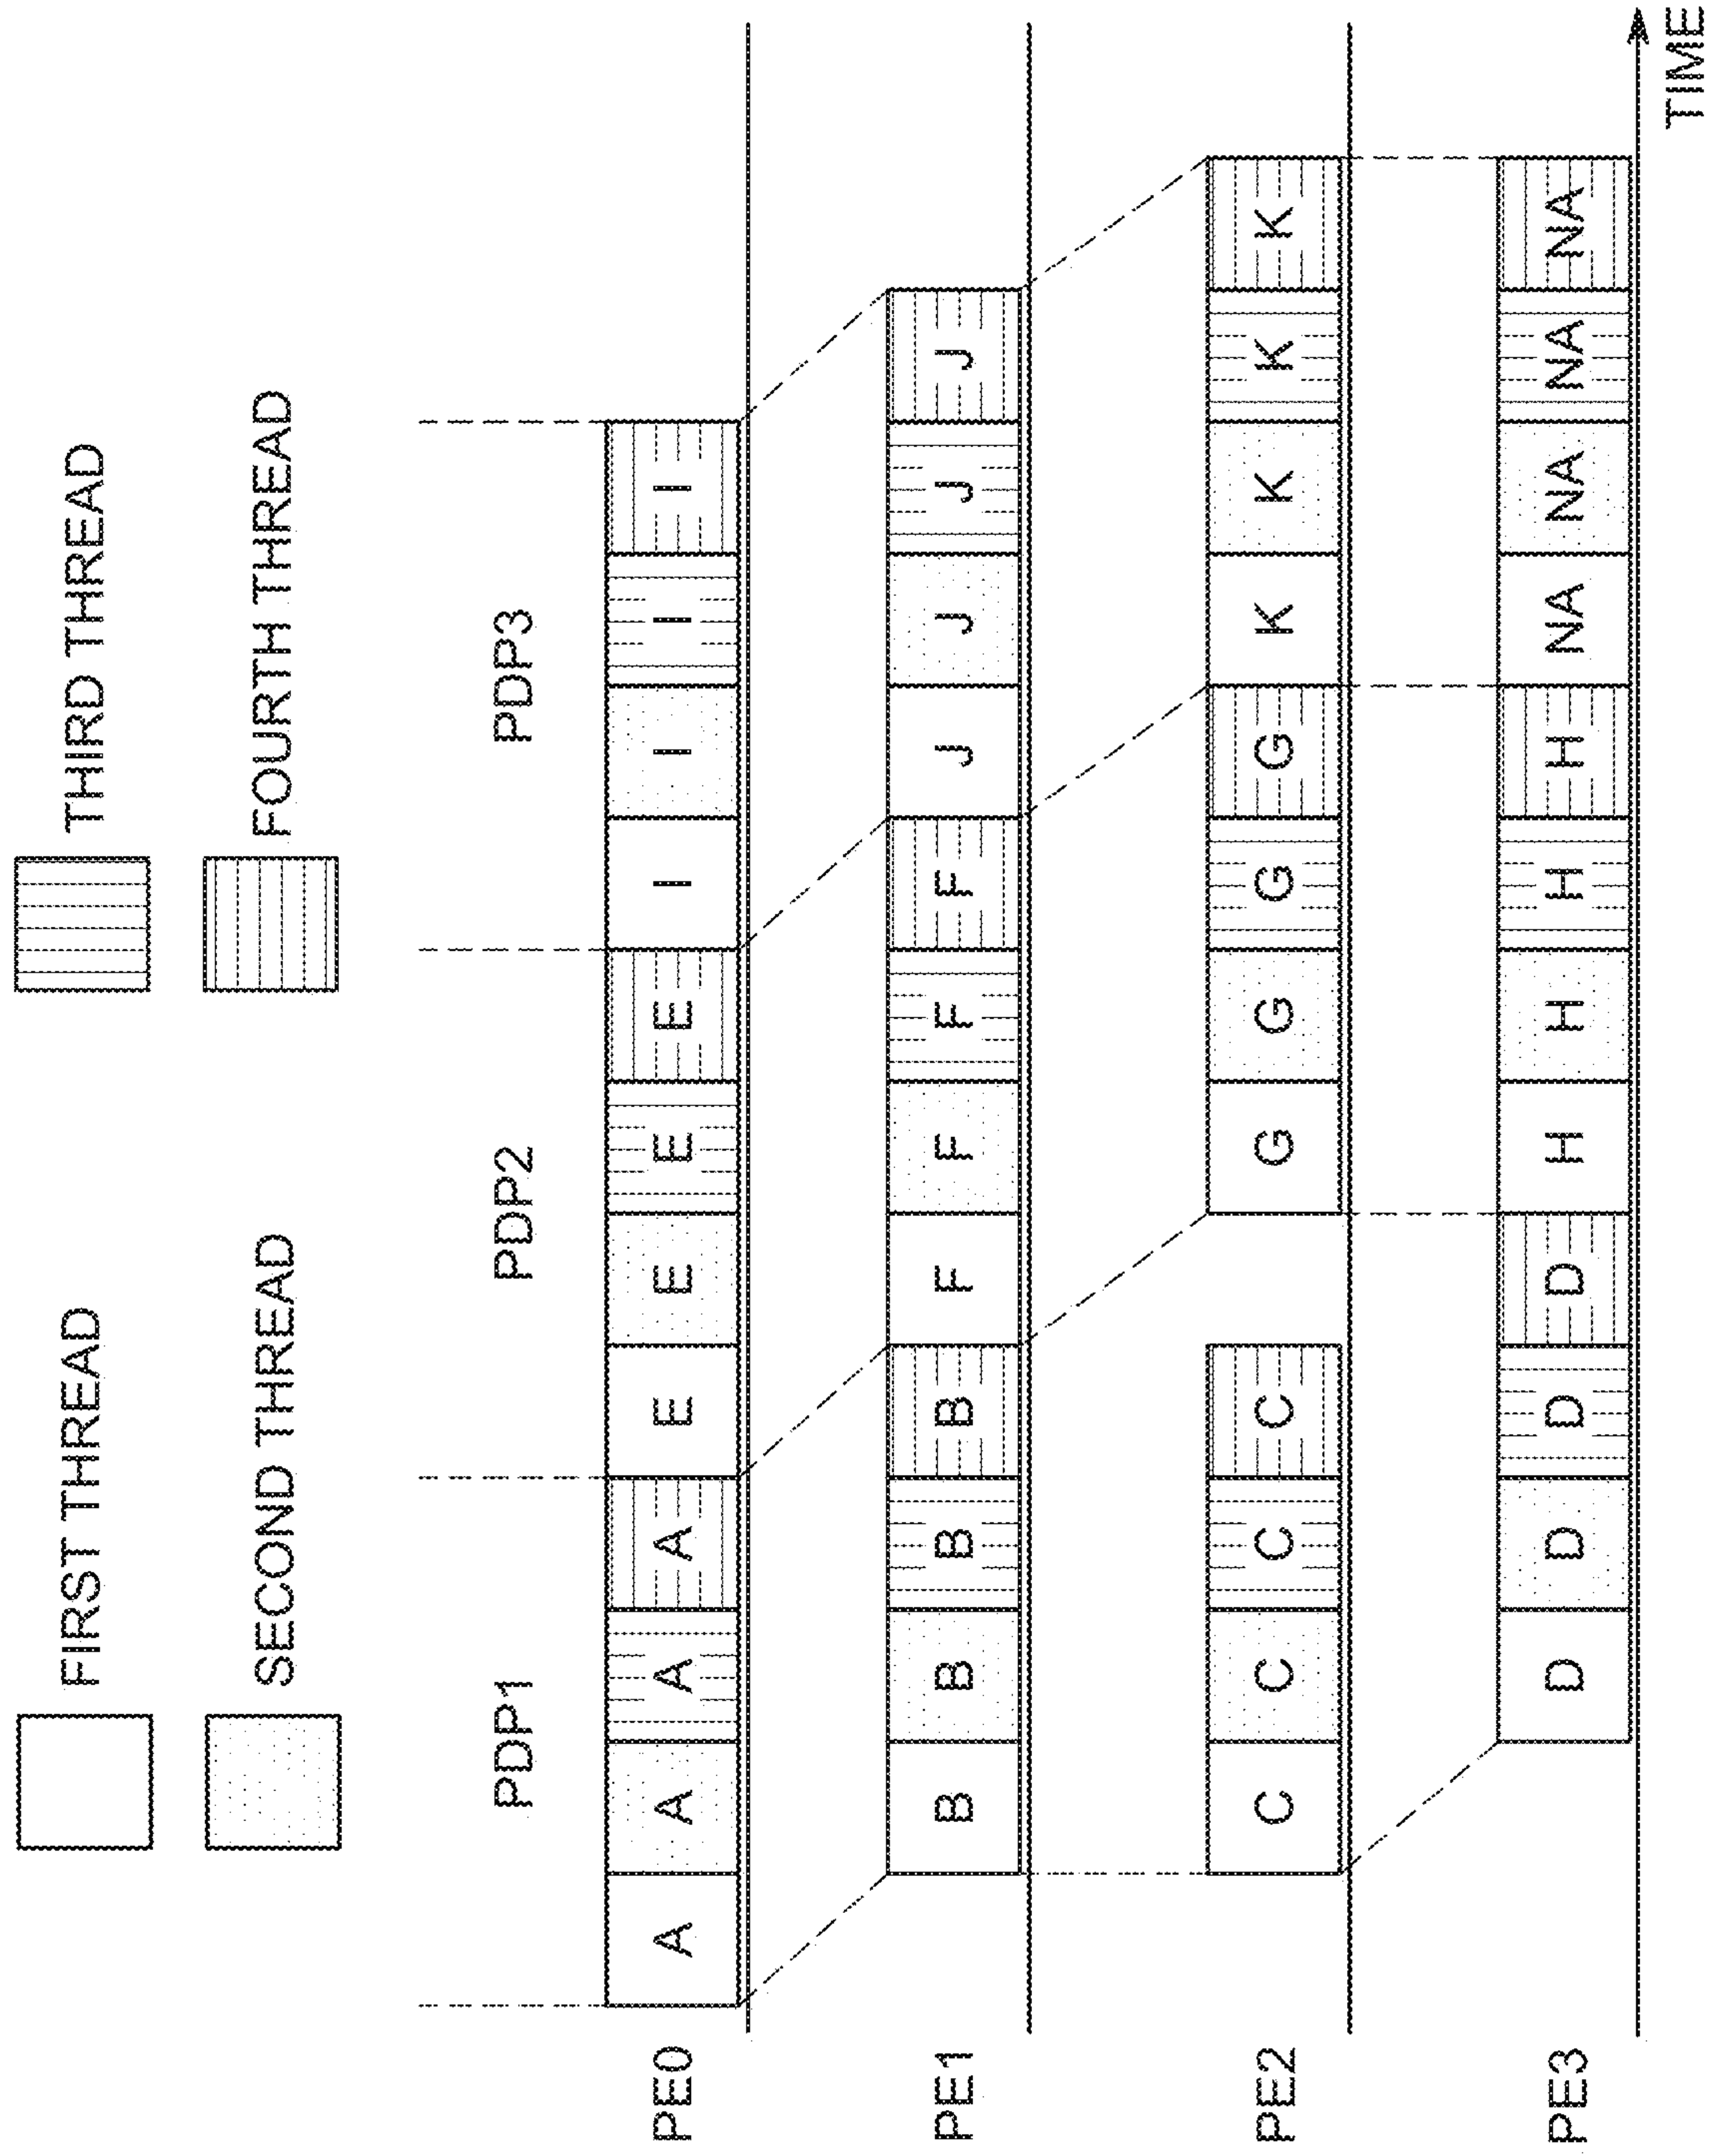 FIRST THREAD THIRD THREAD
SECOND THREAD FOURTH THREAD
PDP1 PDP2 PDP3
PE0 A A A A E E E E I I I I
PE1 B B B B F F F F J J J J
PE2 C C C C G G G G K K K K
PE3 D D D D H H H H NA NA NA NA
TIME